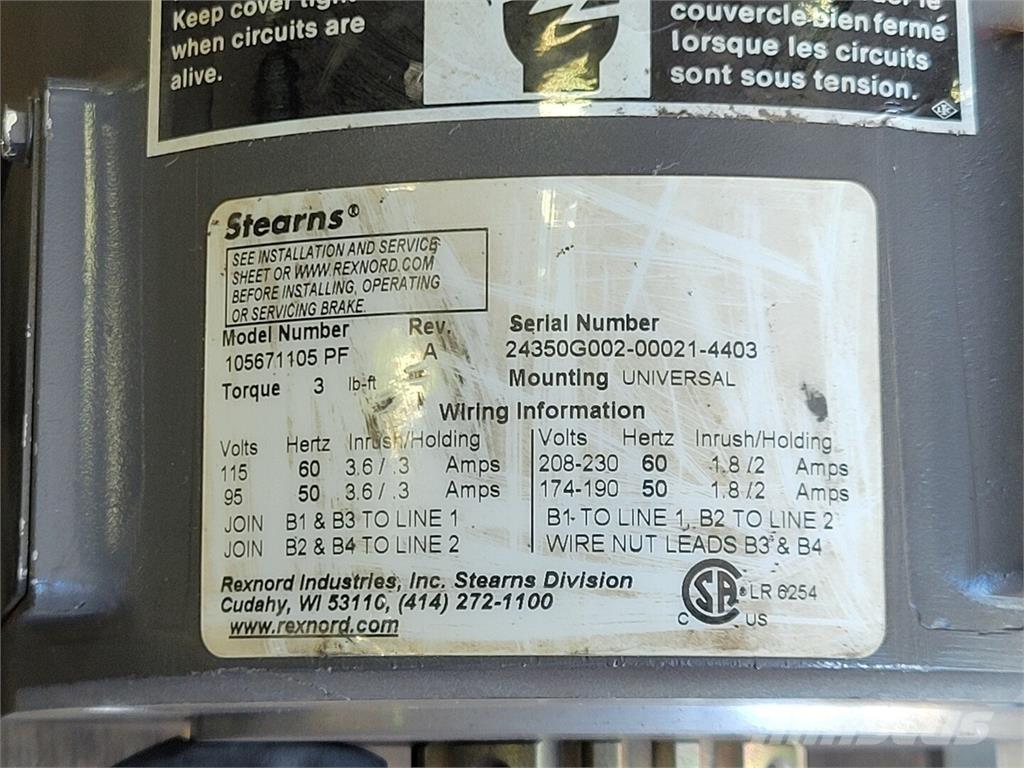 Keep cover tight
when circuits are
alive.
couvercle bien fermé
lorsque les circuits
sont sous tension.
Stearns®
SEE INSTALLATION AND SERVICE
SHEET OR WWW.REXNORD.COM
BEFORE INSTALLING, OPERATING
OR SERVICING BRAKE.
Model Number Rev. Serial Number
105671105 PF A 24350G002-00021-4403
Torque 3 lb-ft Mounting UNIVERSAL
Wiring Information
Volts Hertz Inrush/Holding Volts Hertz Inrush/Holding
115 60 3.6 / .3 Amps 208-230 60 1.8 /2 Amps
95 50 3.6 / .3 Amps 174-190 50 1.8 /2 Amps
JOIN B1 & B3 TO LINE 1 B1 TO LINE 1, B2 TO LINE 2
JOIN B2 & B4 TO LINE 2 WIRE NUT LEADS B3 & B4
Rexnord Industries, Inc. Stearns Division
Cudahy, WI 53110, (414) 272-1100
www.rexnord.com
C SA ® US LR 6254